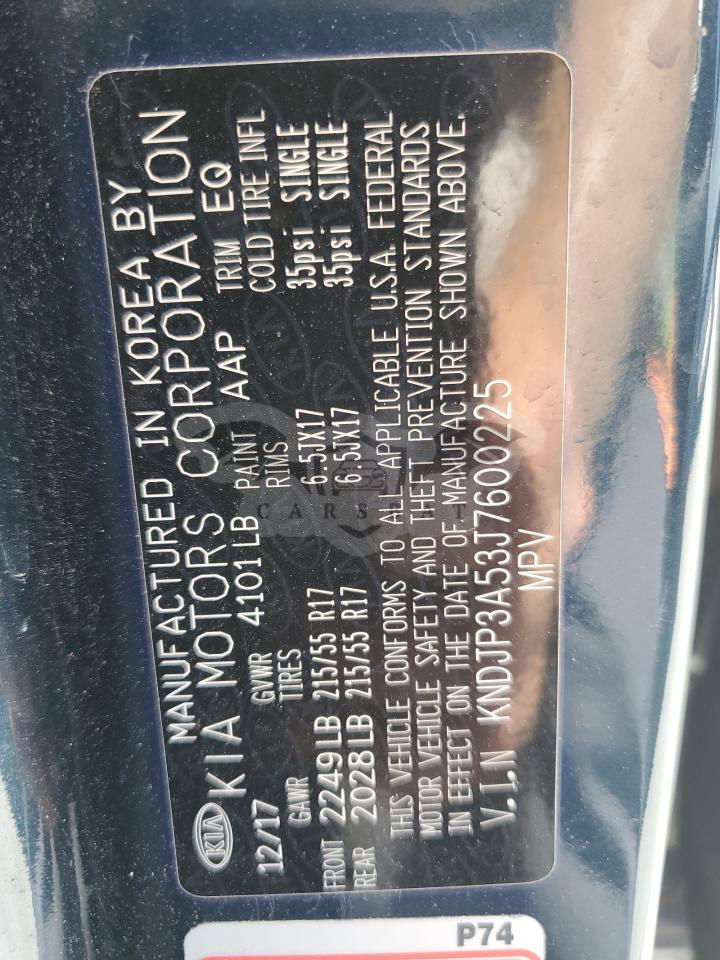 MANUFACTURED IN KOREA BY
KIA KIA MOTORS CORPORATION
12/17 GVWR 4101LB PAINT AAP TRIM EQ
GAWR TIRES RIMS COLD TIRE INFL
FRONT 2249LB 215/55 R17 6.5JX17 35psi SINGLE
REAR 2028LB 215/55 R17 6.5JX17 35psi SINGLE
THIS VEHICLE CONFORMS TO ALL APPLICABLE U.S.A. FEDERAL
MOTOR VEHICLE SAFETY AND THEFT PREVENTION STANDARDS
IN EFFECT ON THE DATE OF MANUFACTURE SHOWN ABOVE.
V.I.N KNDJP3A53J7600225
MPV
P74